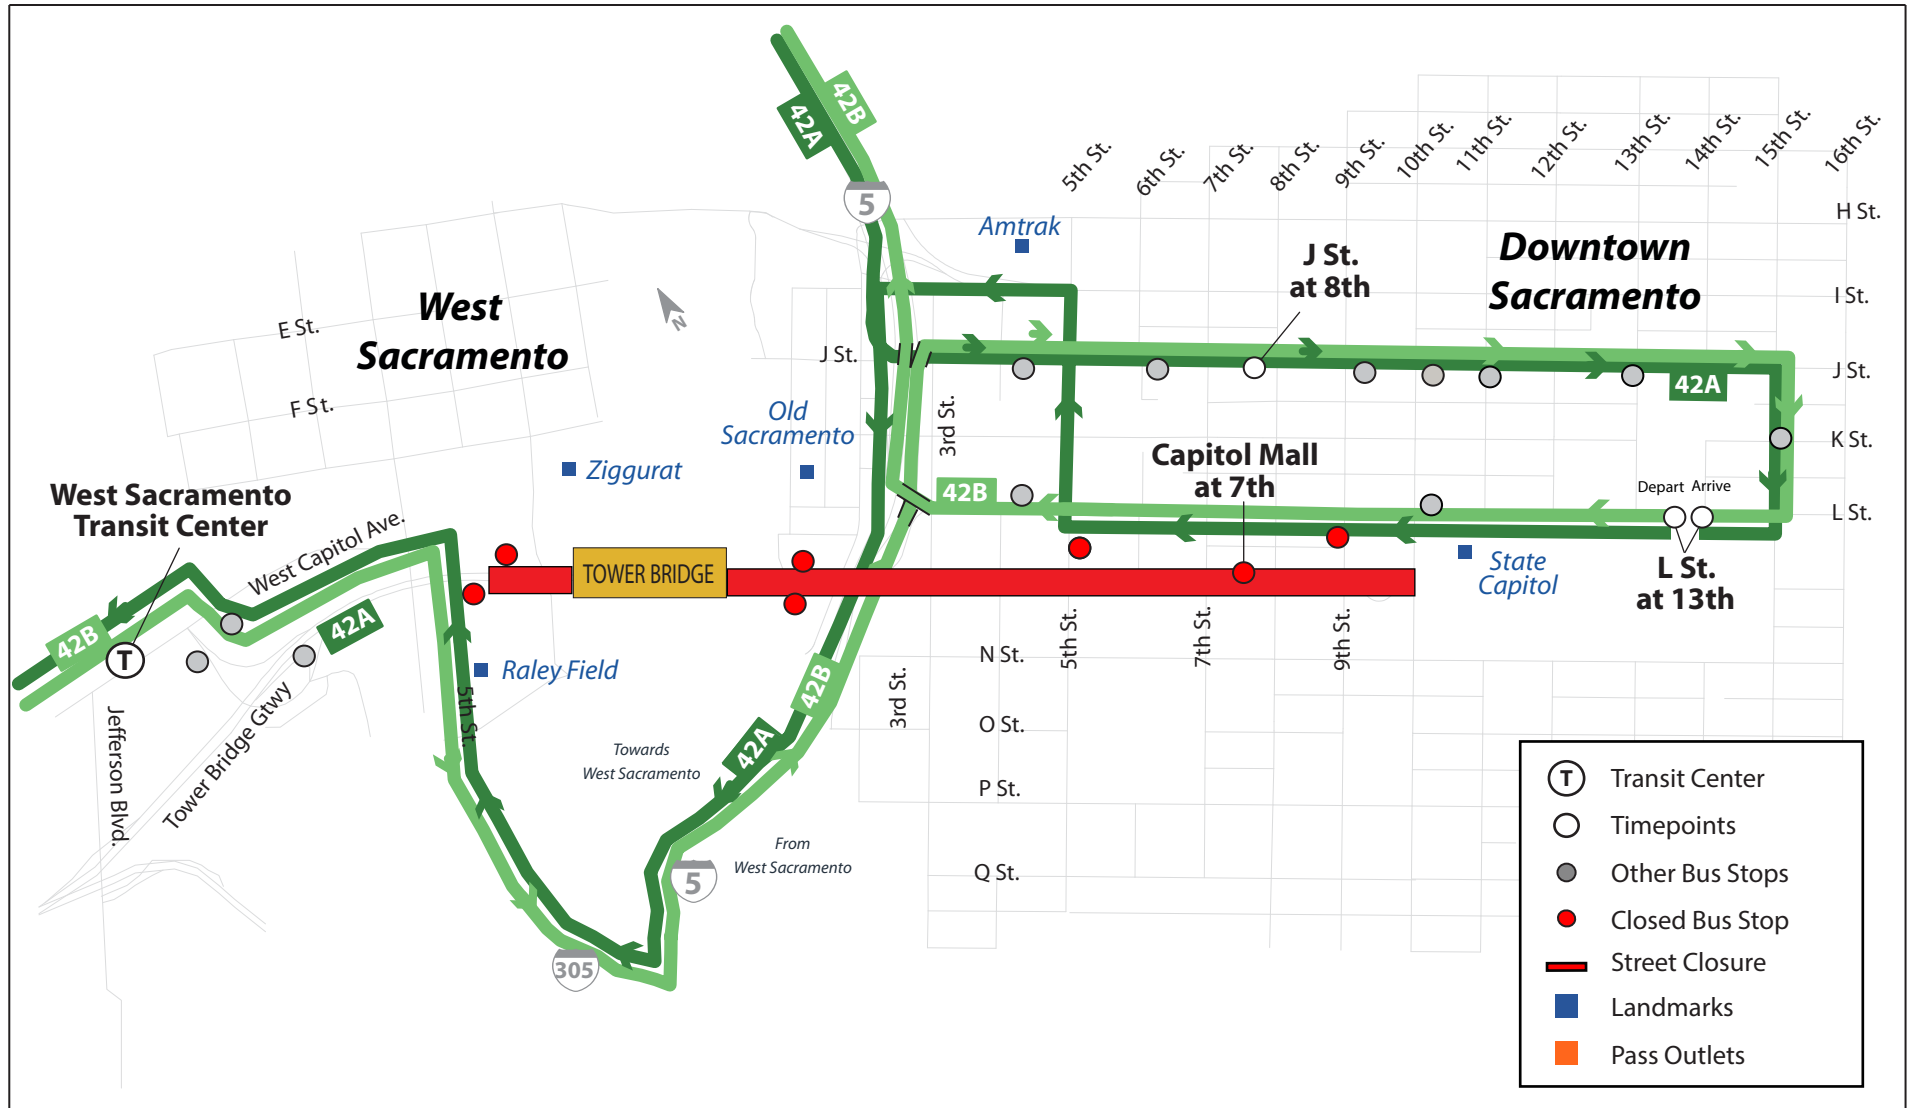 42A
42B
5
5th St.
6th St.
7th St.
8th St.
9th St.
10th St.
11th St.
12th St.
13th St.
14th St.
15th St.
16th St.
H St.
Amtrak
J St.
at 8th
Downtown
Sacramento
I St.
West
Sacramento
E St.
F St.
N
J St.
J St.
42A
Old
Sacramento
3rd St.
K St.
Ziggurat
Capitol Mall
at 7th
42B
Depart
Arrive
L St.
West Sacramento
Transit Center
West Capitol Ave.
TOWER BRIDGE
State
Capitol
L St.
at 13th
42B
T
42A
Raley Field
5th St.
Jefferson Blvd.
Tower Bridge Gtwy
42B
42A
3rd St.
5th St.
7th St.
9th St.
N St.
O St.
P St.
Q St.
Towards
West Sacramento
From
West Sacramento
5
305
T Transit Center
Timepoints
Other Bus Stops
Closed Bus Stop
Street Closure
Landmarks
Pass Outlets